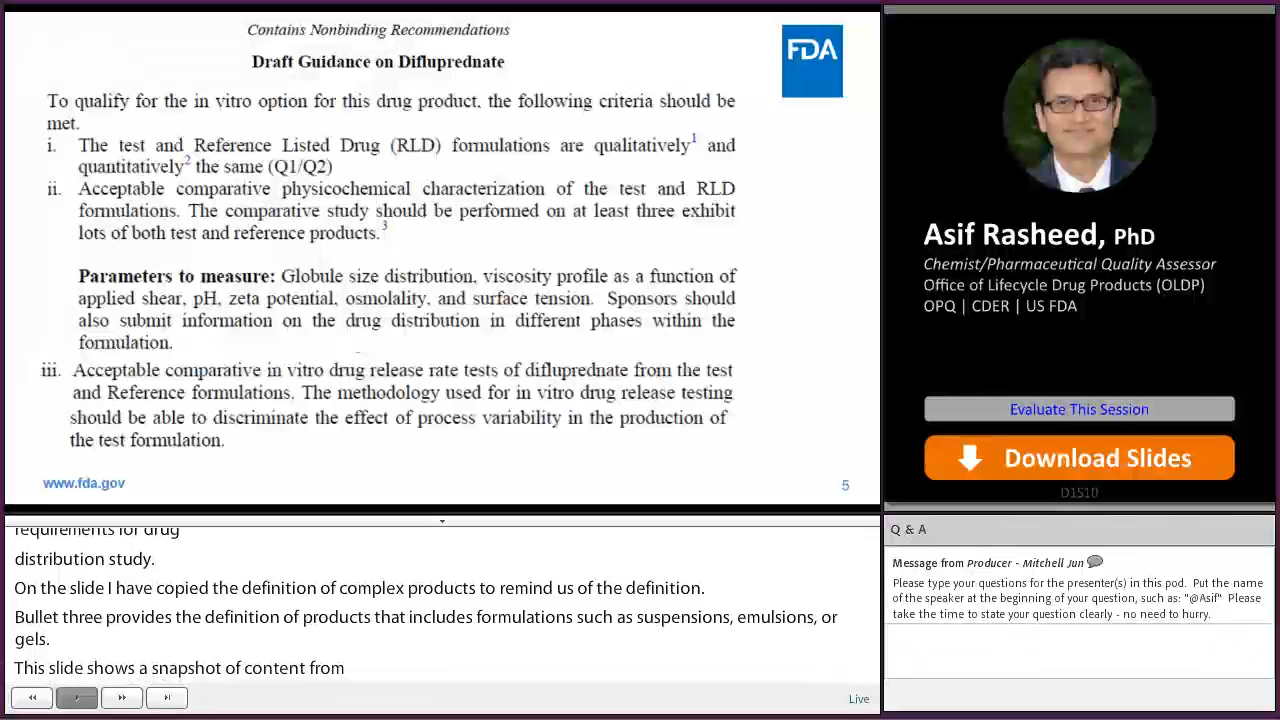 Contains Nonbinding Recommendations
FDA
Draft Guidance on Difluprednate
To qualify for the in vitro option for this drug product, the following criteria should be
met.
i. The test and Reference Listed Drug (RLD) formulations are qualitatively1 and
quantitatively2 the same (Q1/Q2)
ii. Acceptable comparative physicochemical characterization of the test and RLD
formulations. The comparative study should be performed on at least three exhibit
lots of both test and reference products.3
Parameters to measure: Globule size distribution, viscosity profile as a function of
applied shear, pH, zeta potential, osmolality, and surface tension. Sponsors should
also submit information on the drug distribution in different phases within the
formulation.
iii. Acceptable comparative in vitro drug release rate tests of difluprednate from the test
and Reference formulations. The methodology used for in vitro drug release testing
should be able to discriminate the effect of process variability in the production of
the test formulation.
www.fda.gov
5
Asif Rasheed, PhD
Chemist/Pharmaceutical Quality Assessor
Office of Lifecycle Drug Products (OLDP)
OPQ | CDER | US FDA
Evaluate This Session
Download Slides
D1510
requirements for drug
distribution study.
On the slide I have copied the definition of complex products to remind us of the definition.
Bullet three provides the definition of products that includes formulations such as suspensions, emulsions, or
gels.
This slide shows a snapshot of content from
Live
Q & A
Message from Producer - Mitchell Jun
Please type your questions for the presenter(s) in this pod. Put the name
of the speaker at the beginning of your question, such as: "@Asif" Please
take the time to state your question clearly - no need to hurry.